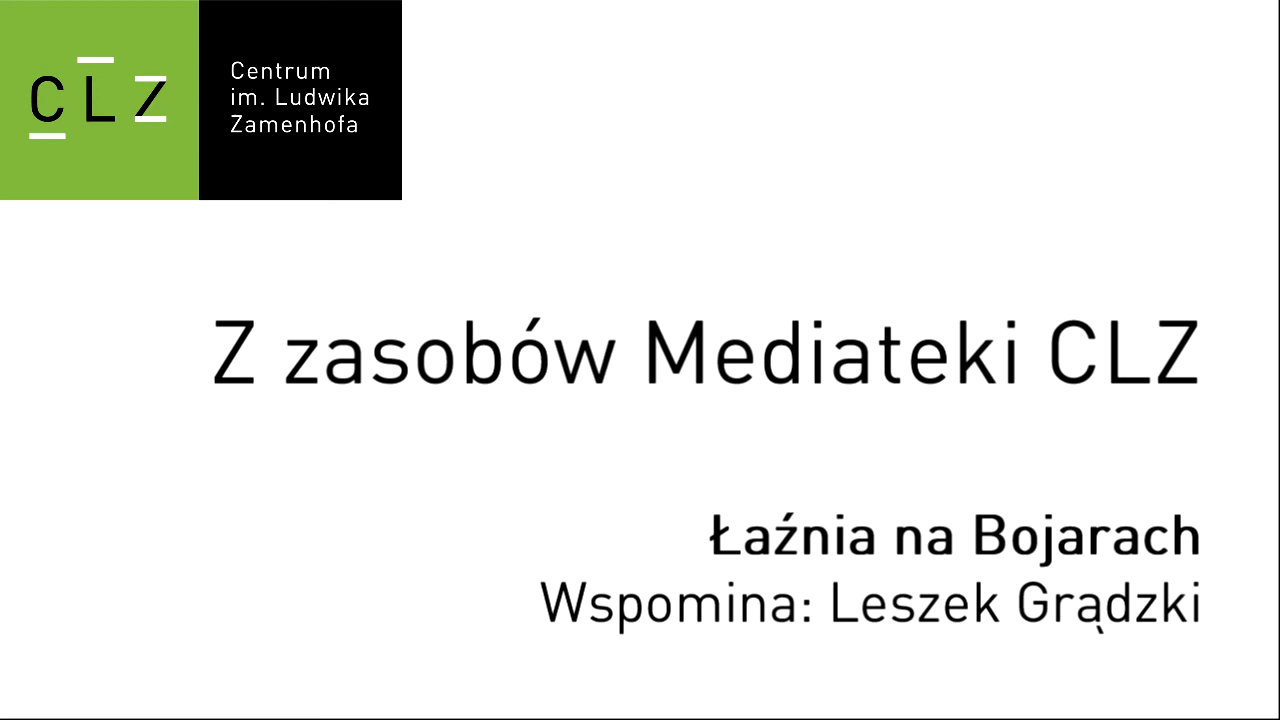 CLZ
Centrum
im. Ludwika
Zamenhofa
Z zasobów Mediateki CLZ
Łaźnia na Bojarach
Wspomina: Leszek Grądzki